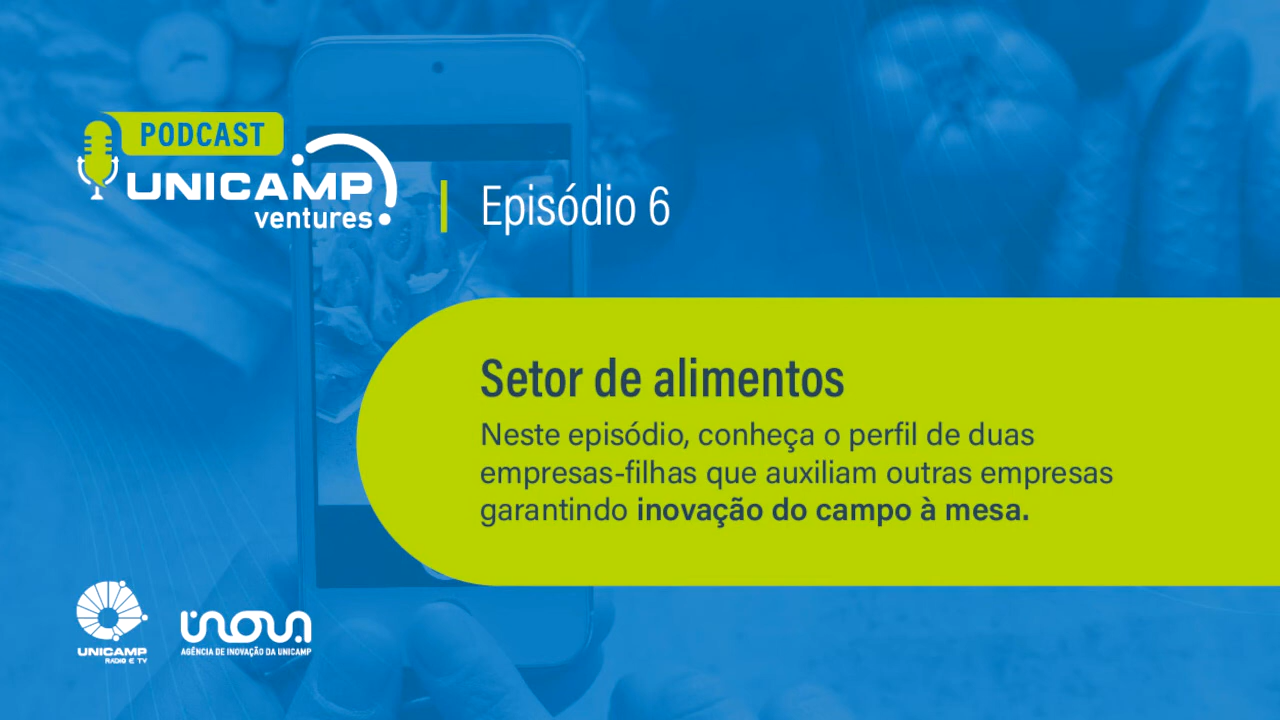 PODCAST
UNICAMP
ventures
Episódio 6
Setor de alimentos
Neste episódio, conheça o perfil de duas
empresas-filhas que auxiliam outras empresas
garantindo inovação do campo à mesa.
UNICAMP
RÁDIO E TV
inova
AGÊNCIA DE INOVAÇÃO DA UNICAMP